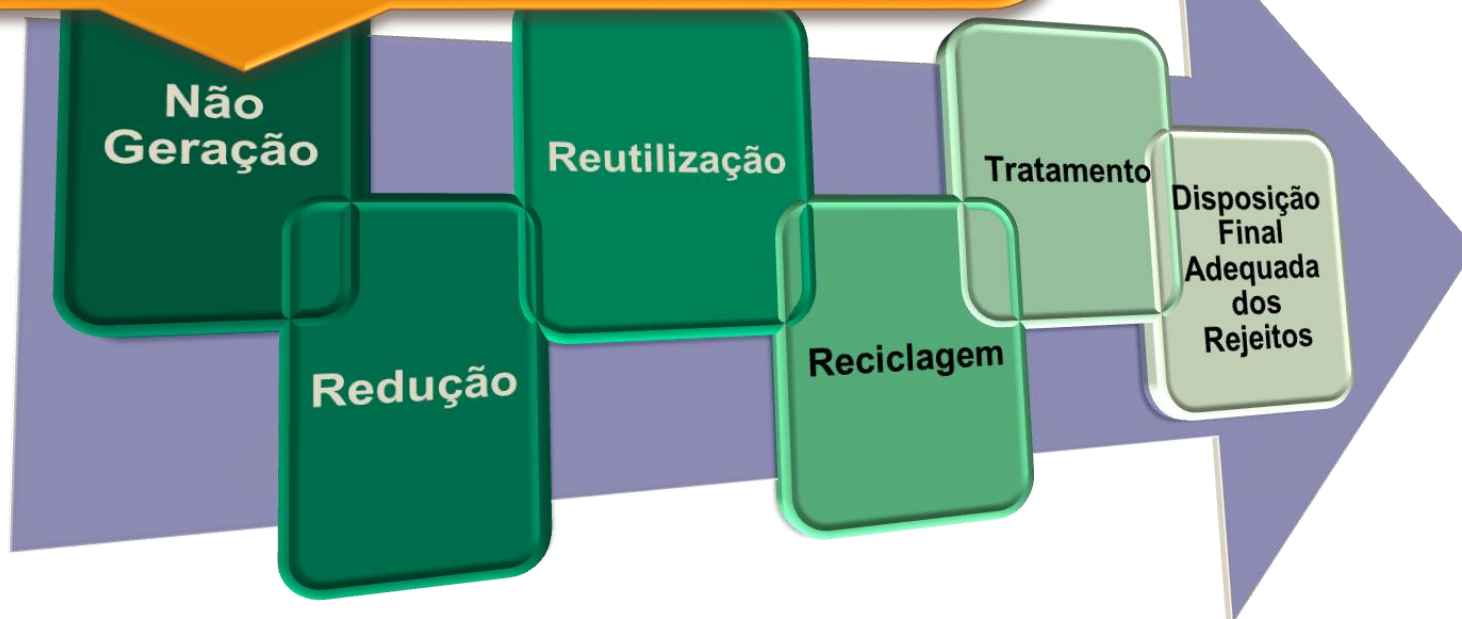 Não
Geração
Redução
Reutilização
Reciclagem
Tratamento
Disposição
Final
Adequada
dos
Rejeitos